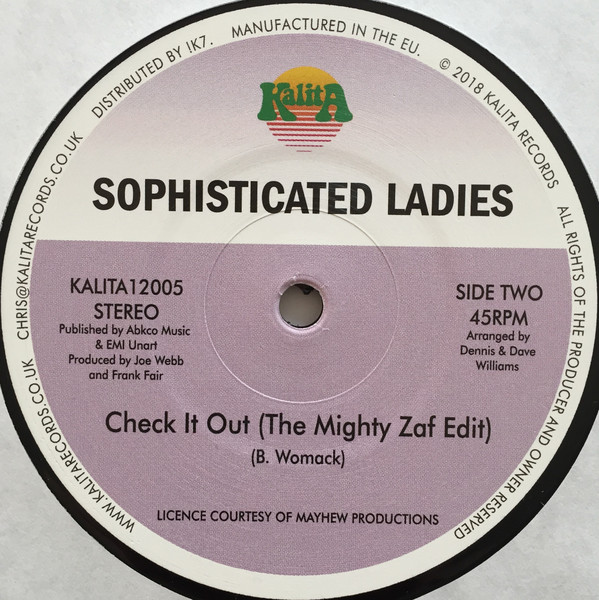 DISTRIBUTED BY !K7. MANUFACTURED IN THE EU. © 2018 KALITA RECORDS ALL RIGHTS OF THE PRODUCER AND OWNER RESERVED
WWW.KALITARECORDS.CO.UK CHRIS@KALITARECORDS.CO.UK
KalitA
SOPHISTICATED LADIES
KALITA12005
STEREO
Published by Abkco Music
& EMI Unart
Produced by Joe Webb
and Frank Fair
SIDE TWO
45RPM
Arranged by
Dennis & Dave
Williams
Check It Out (The Mighty Zaf Edit)
(B. Womack)
LICENCE COURTESY OF MAYHEW PRODUCTIONS